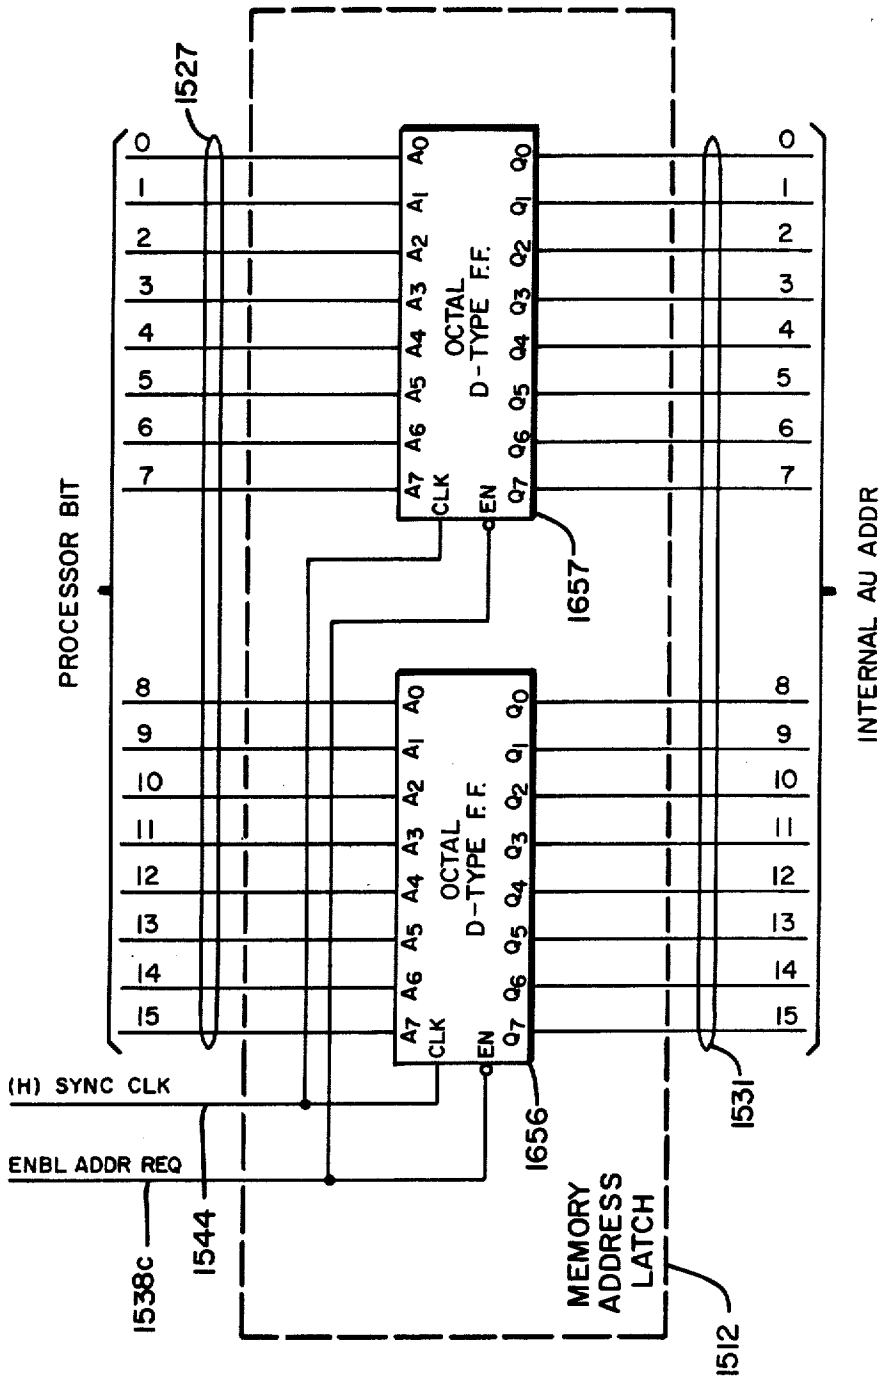 1527
PROCESSOR BIT
0
1
2
3
4
5
6
7
8
9
10
11
12
13
14
15
(H) SYNC CLK
ENBL ADDR REQ
1544
1538c
A0
A1
A2
A3
A4
A5
A6
A7
CLK
OCTAL
D-TYPE F.F.
EN
Q0
Q1
Q2
Q3
Q4
Q5
Q6
Q7
1657
A0
A1
A2
A3
A4
A5
A6
A7
CLK
OCTAL
D-TYPE F.F.
EN
Q0
Q1
Q2
Q3
Q4
Q5
Q6
Q7
1656
MEMORY
ADDRESS
LATCH
1512
1531
0
1
2
3
4
5
6
7
8
9
10
11
12
13
14
15
INTERNAL AU ADDR